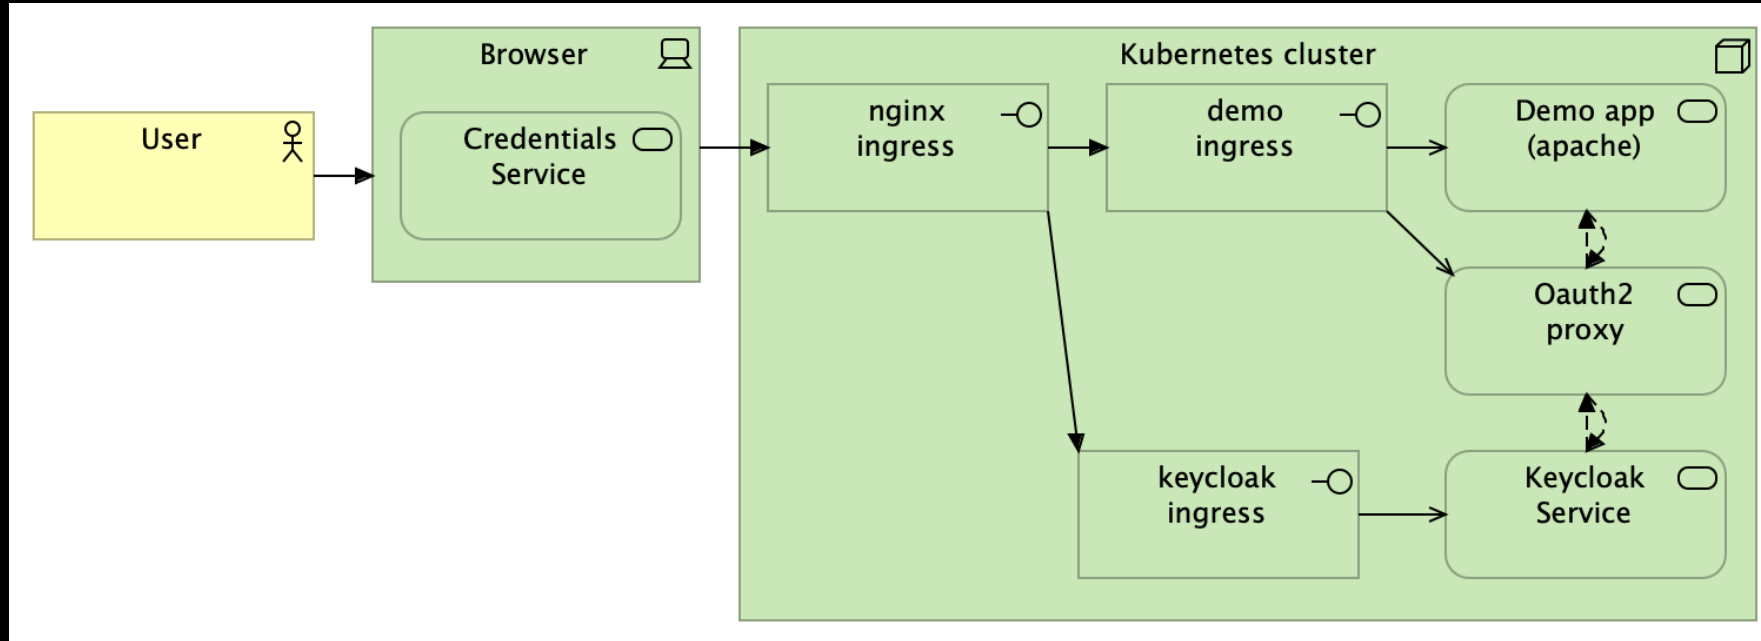 User
Browser
Credentials
Service
Kubernetes cluster
nginx
ingress
demo
ingress
Demo app
(apache)
Oauth2
proxy
keycloak
ingress
Keycloak
Service